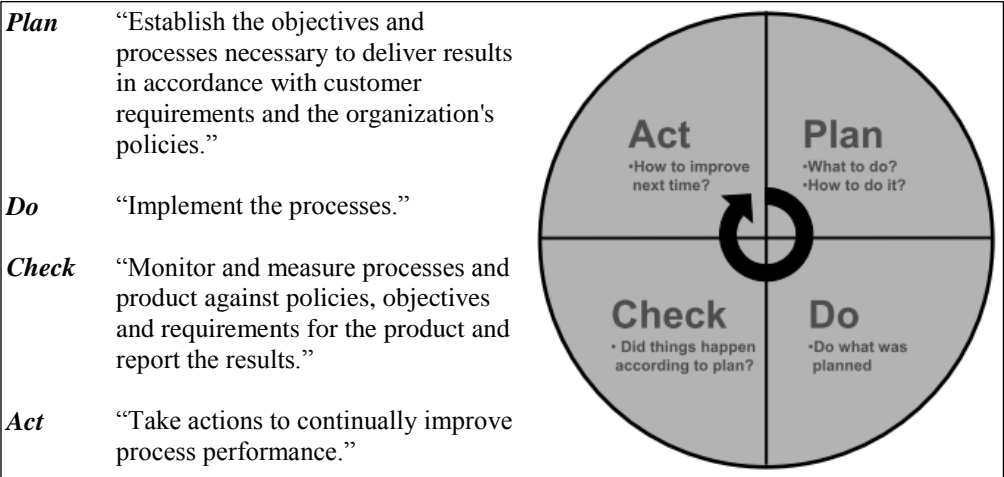 Plan “Establish the objectives and
processes necessary to deliver results
in accordance with customer
requirements and the organization's
policies.”
Do “Implement the processes.”
Check “Monitor and measure processes and
product against policies, objectives
and requirements for the product and
report the results.”
Act “Take actions to continually improve
process performance.”
Act
•How to improve
next time?
Plan
•What to do?
•How to do it?
Check
• Did things happen
according to plan?
Do
•Do what was
planned